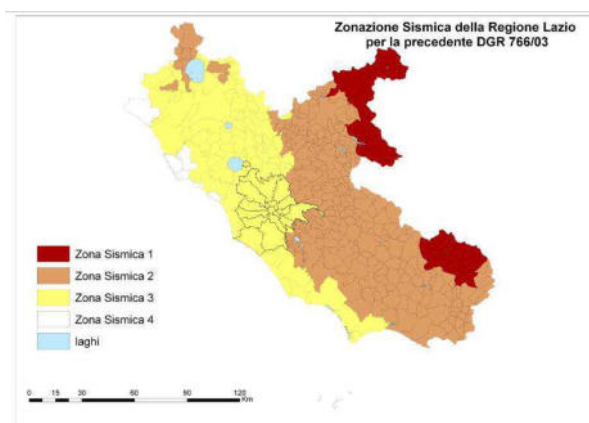 Zonazione Sismica della Regione Lazio
per la precedente DGR 766/03
Zona Sismica 1
Zona Sismica 2
Zona Sismica 3
Zona Sismica 4
laghi
0 15 30 60 90 120
Km